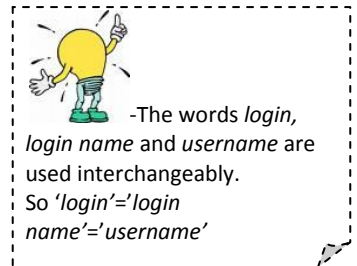 -The words login,
login name and username are
used interchangeably.
So ‘login’=’login
name’=’username’